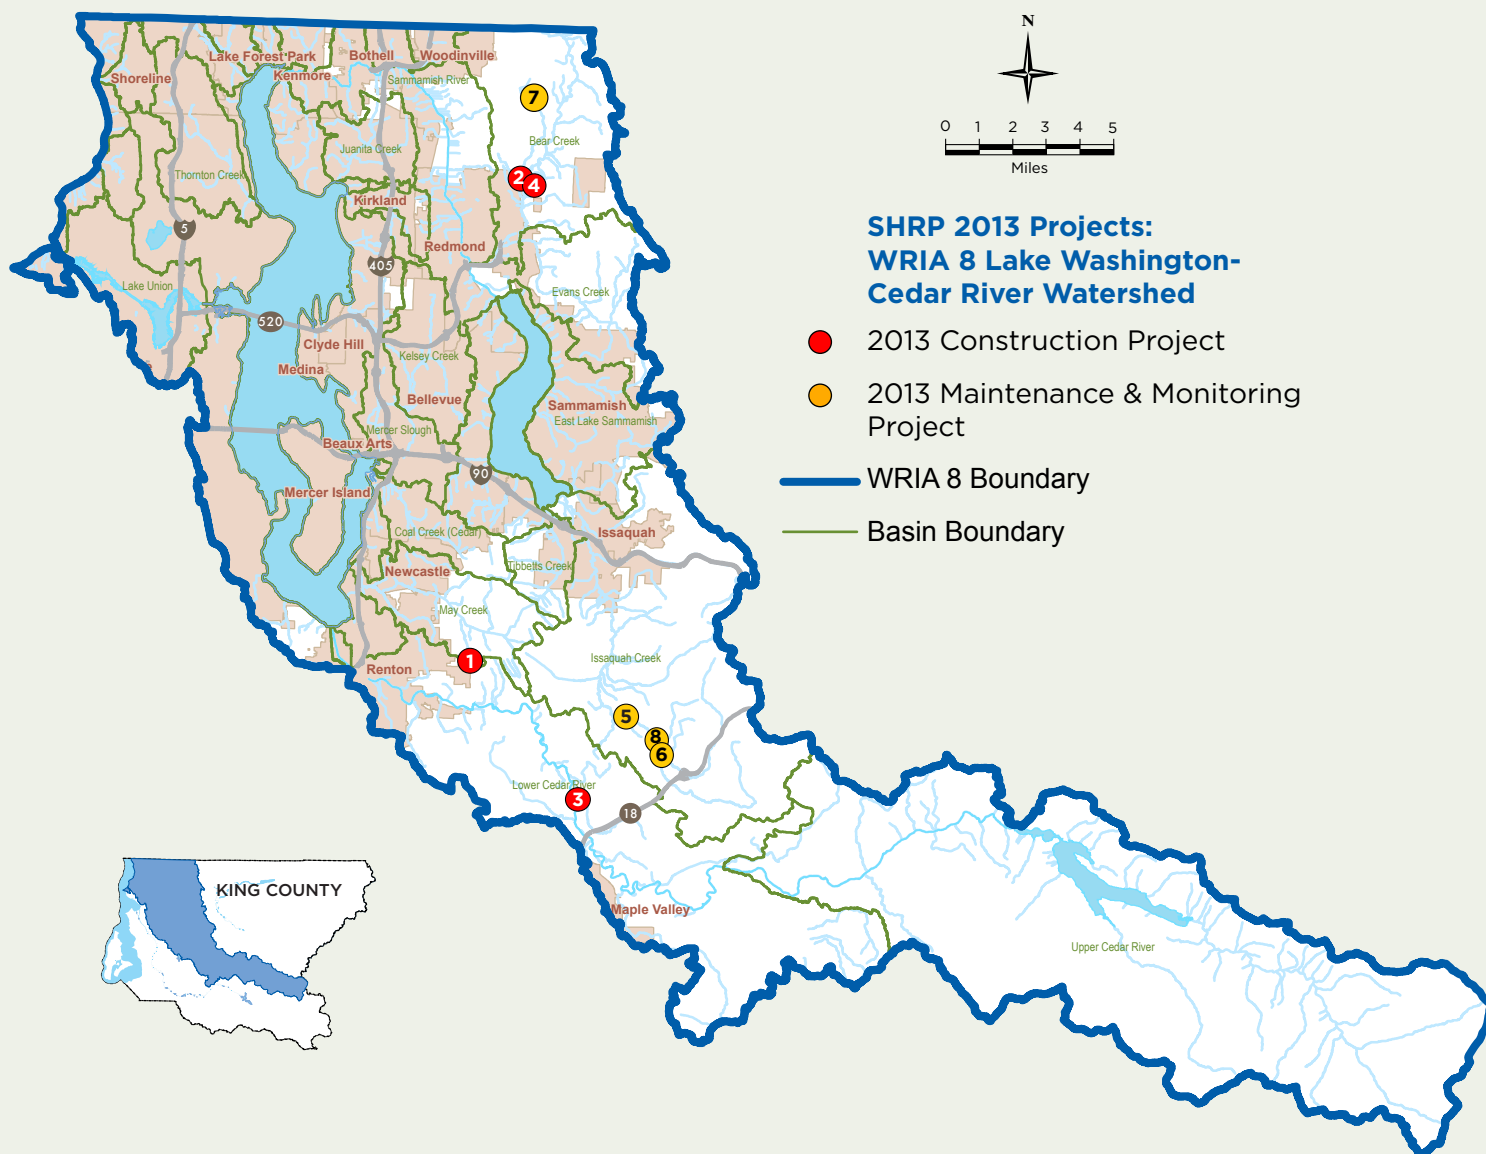 N
0 1 2 3 4 5
Miles
SHRP 2013 Projects:
WRIA 8 Lake Washington-
Cedar River Watershed
2013 Construction Project
2013 Maintenance & Monitoring
Project
WRIA 8 Boundary
Basin Boundary
Shoreline
Lake Forest Park
Kenmore
Bothell
Woodinville
Sammamish River
7
Bear Creek
Juanita Creek
Thornton Creek
2
4
Kirkland
5
Redmond
405
Lake Union
Evans Creek
520
Clyde Hill
Kelsey Creek
Medina
Bellevue
Sammamish
East Lake Sammamish
Mercer Slough
Beaux Arts
90
Mercer Island
Coal Creek (Cedar)
Issaquah
Tibbetts Creek
Newcastle
May Creek
1
Renton
Issaquah Creek
5
8
6
Lower Cedar River
3
18
Maple Valley
Upper Cedar River
KING COUNTY